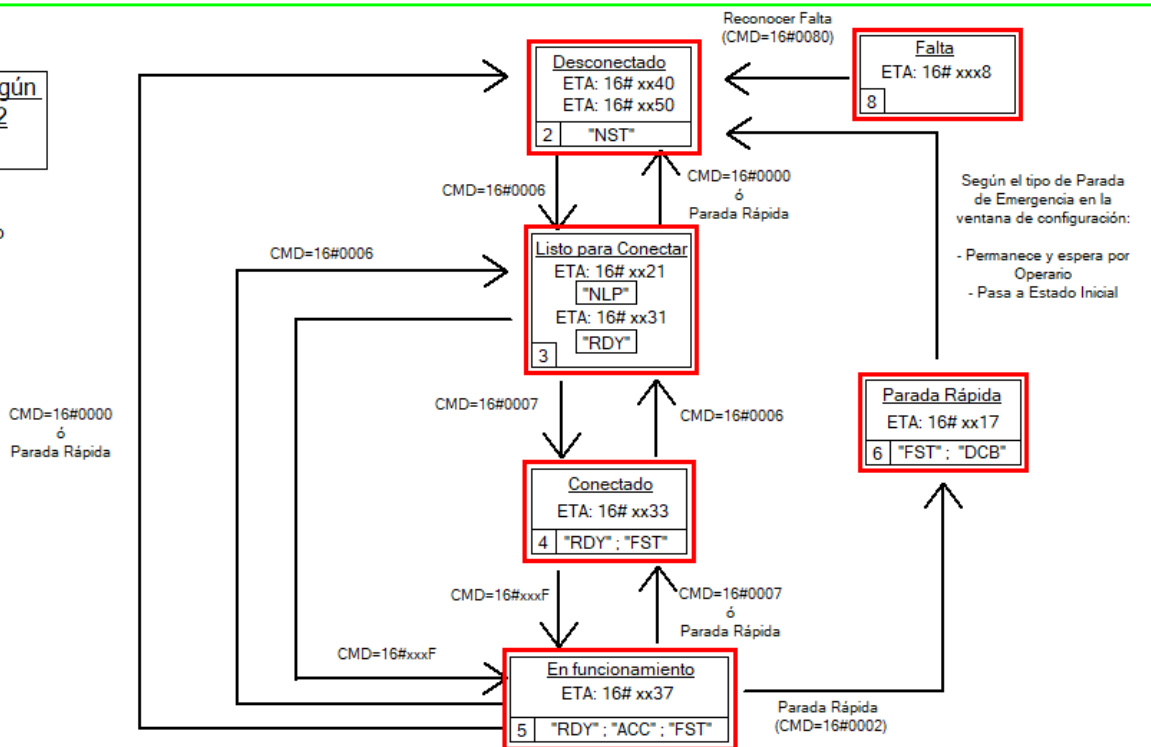 Reconocer Falta
(CMD=16#0080)
Falta
ETA: 16# xxx8
8
Desconectado
ETA: 16# xx40
ETA: 16# xx50
2 "NST"
gún
2
CMD=16#0006
CMD=16#0000
ó
Parada Rápida
Según el tipo de Parada
de Emergencia en la
ventana de configuración:
- Permanece y espera por
Operario
- Pasa a Estado Inicial
o
CMD=16#0006
Listo para Conectar
ETA: 16# xx21
"NLP"
ETA: 16# xx31
"RDY"
3
CMD=16#0007
CMD=16#0006
CMD=16#0000
ó
Parada Rápida
Parada Rápida
ETA: 16# xx17
6 "FST" ; "DCB"
Conectado
ETA: 16# xx33
4 "RDY" ; "FST"
CMD=16#xxxF
CMD=16#0007
ó
Parada Rápida
CMD=16#xxxF
En funcionamiento
ETA: 16# xx37
5 "RDY" ; "ACC" ; "FST"
Parada Rápida
(CMD=16#0002)